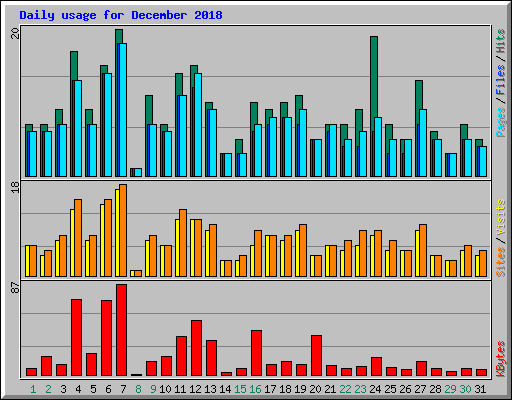 Daily usage for December 2018
20
Pages / Files / Hits
18
Sites / Visits
87
KBytes
1 2 3 4 5 6 7 8 9 10 11 12 13 14 15 16 17 18 19 20 21 22 23 24 25 26 27 28 29 30 31